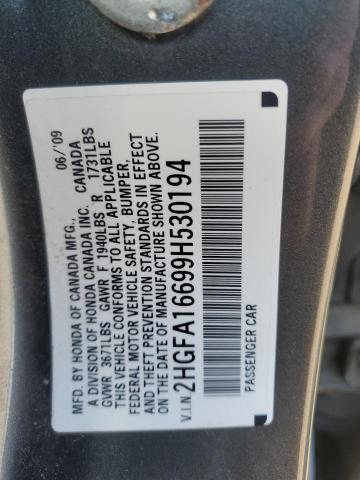 MFD. BY HONDA OF CANADA MFG., 06/'09
A DIVISION OF HONDA CANADA INC. CANADA
GVWR 3671LBS GAWR F 1940LBS R 1731LBS
THIS VEHICLE CONFORMS TO ALL APPLICABLE
FEDERAL MOTOR VEHICLE SAFETY, BUMPER,
AND THEFT PREVENTION STANDARDS IN EFFECT
ON THE DATE OF MANUFACTURE SHOWN ABOVE.
V.I.N. 2HGFA16699H530194
PASSENGER CAR